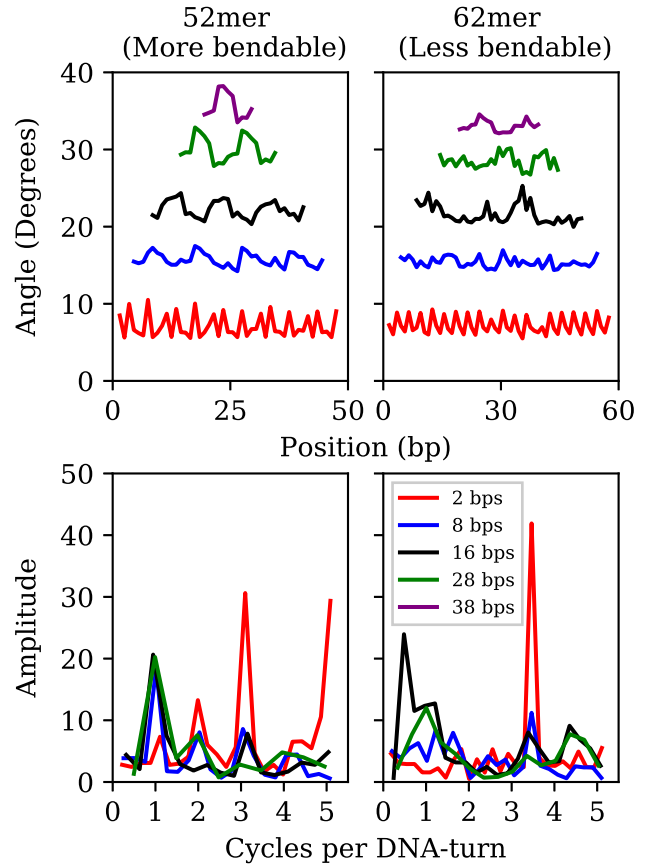 52mer
(More bendable)
62mer
(Less bendable)
Angle (Degrees)
40
30
20
10
0
0
25
50
0
30
60
Position (bp)
Amplitude
50
40
30
20
10
0
2 bps
8 bps
16 bps
28 bps
38 bps
0
1
2
3
4
5
0
1
2
3
4
5
Cycles per DNA-turn